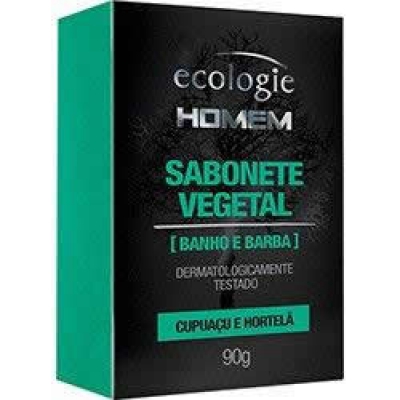 ecologie
HOMEM
SABONETE
VEGETAL
[ BANHO E BARBA ]
DERMATOLOGICAMENTE
TESTADO
CUPUAÇU E HORTELÃ
90g